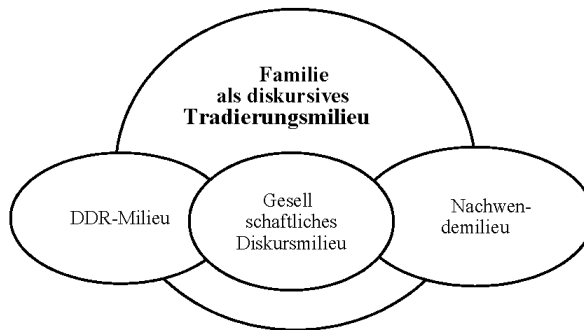 Familie
als diskursives
Tradierungsmilieu
DDR-Milieu
Gesell
schaftliches
Diskursmilieu
Nachwen-
demilieu